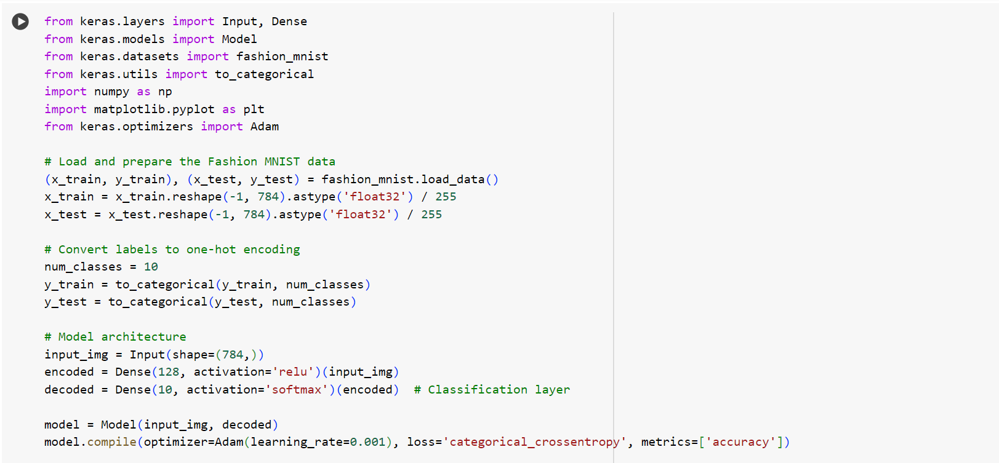 from keras.layers import Input, Dense
from keras.models import Model
from keras.datasets import fashion_mnist
from keras.utils import to_categorical
import numpy as np
import matplotlib.pyplot as plt
from keras.optimizers import Adam
# Load and prepare the Fashion MNIST data
(x_train, y_train), (x_test, y_test) = fashion_mnist.load_data()
x_train = x_train.reshape(-1, 784).astype('float32') / 255
x_test = x_test.reshape(-1, 784).astype('float32') / 255
# Convert labels to one-hot encoding
num_classes = 10
y_train = to_categorical(y_train, num_classes)
y_test = to_categorical(y_test, num_classes)
# Model architecture
input_img = Input(shape=(784,))
encoded = Dense(128, activation='relu')(input_img)
decoded = Dense(10, activation='softmax')(encoded)  # Classification layer
model = Model(input_img, decoded)
model.compile(optimizer=Adam(learning_rate=0.001), loss='categorical_crossentropy', metrics=['accuracy'])